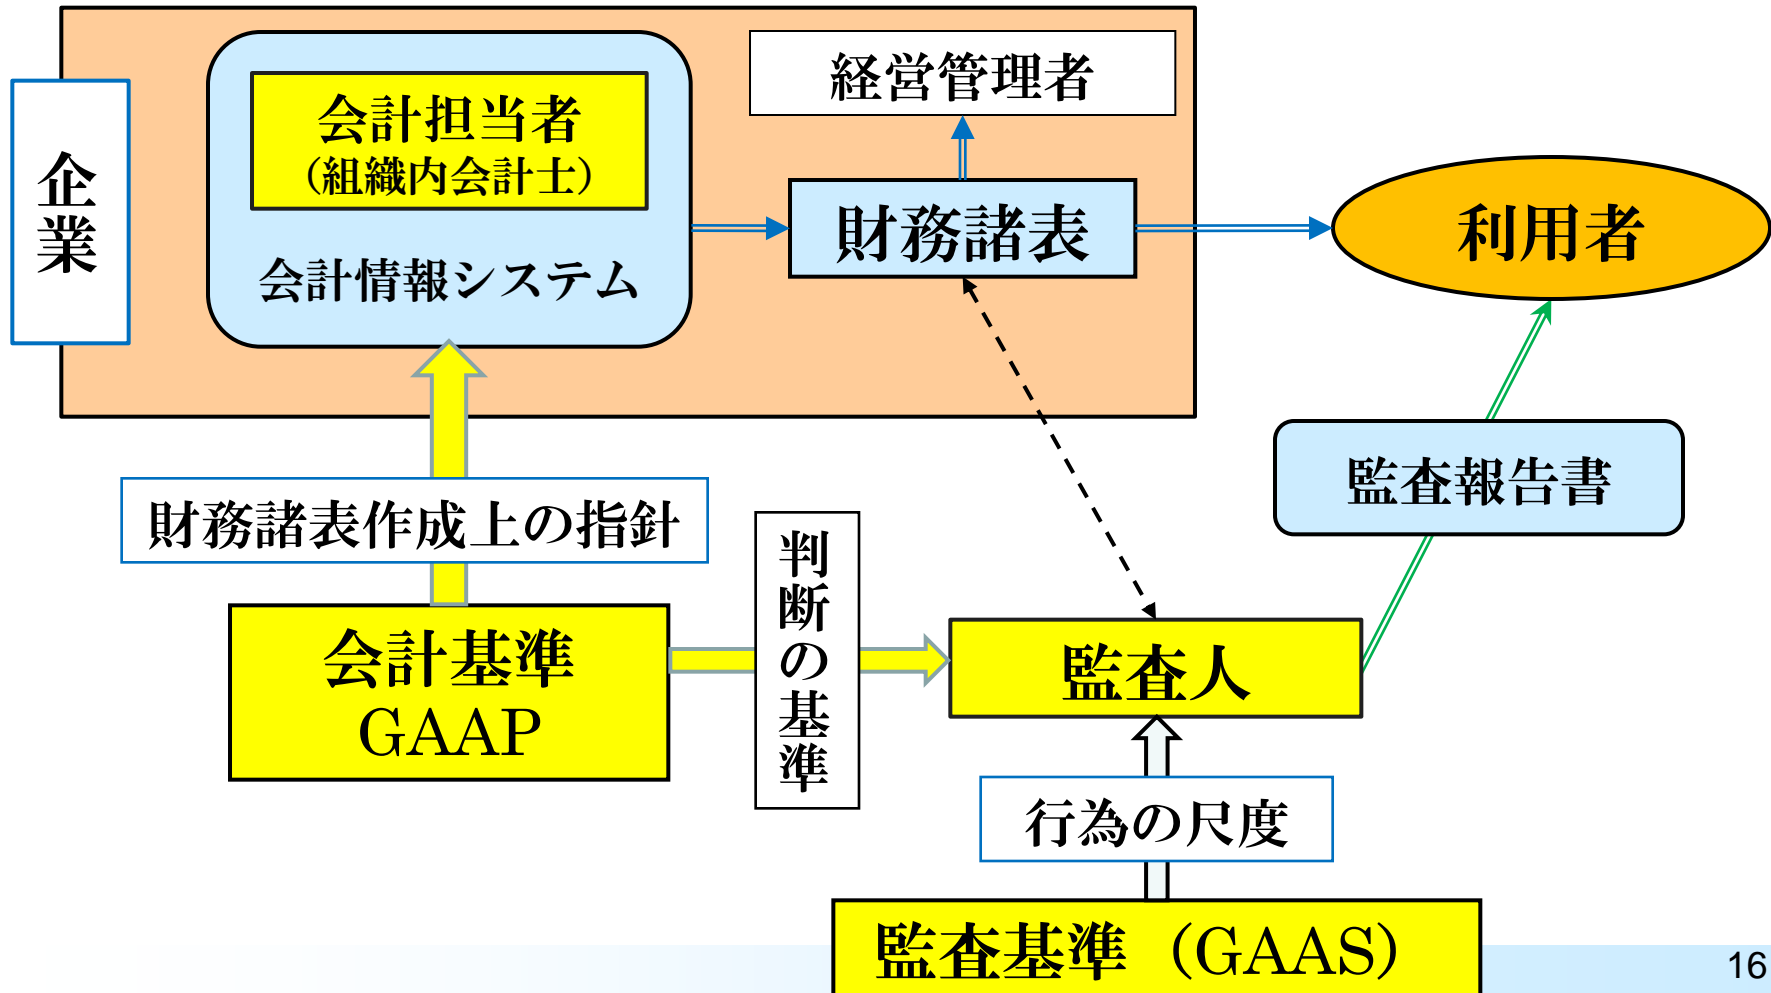 企業
会計担当者
（組織内会計士）
会計情報システム
経営管理者
財務諸表
利用者
監査報告書
財務諸表作成上の指針
判断の基準
会計基準
GAAP
監査人
行為の尺度
監査基準（GAAS）
16